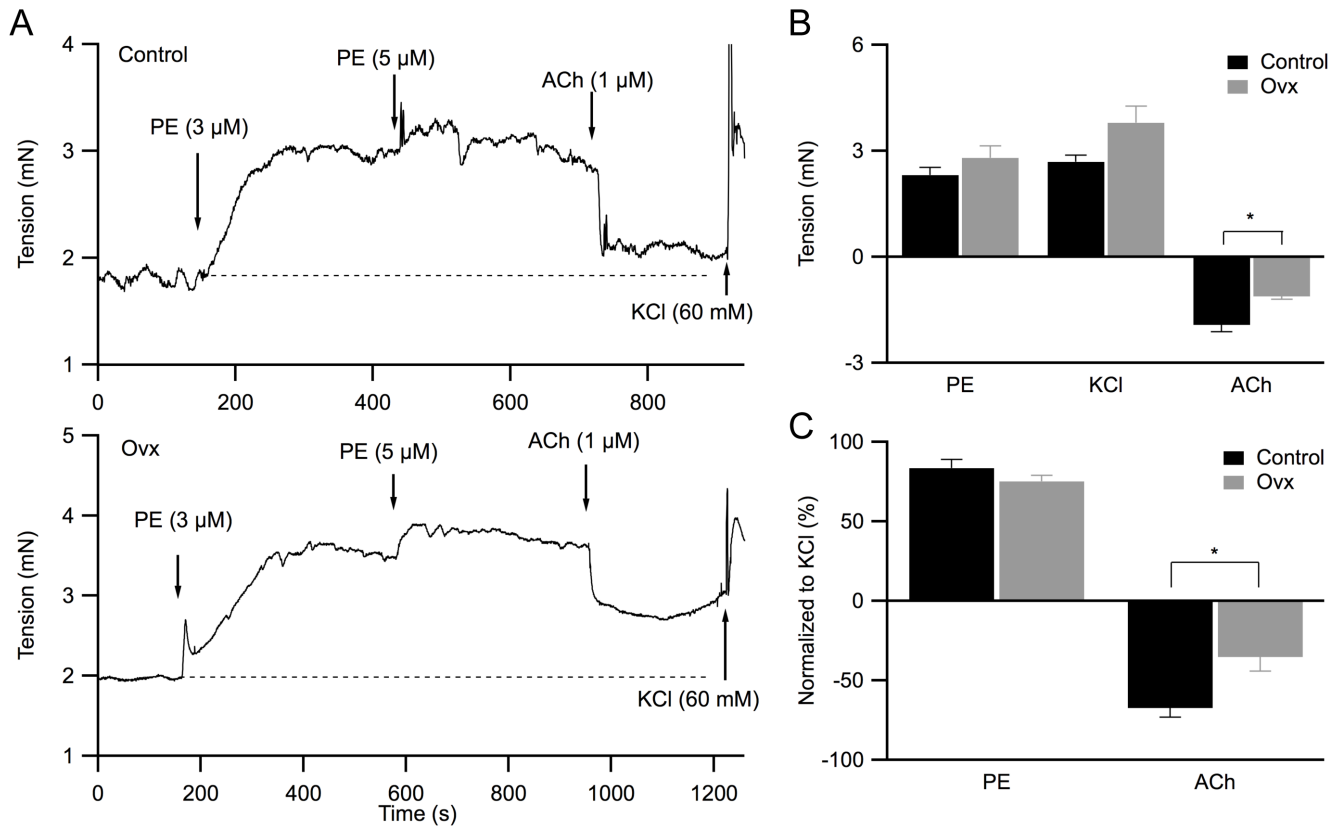 A
B
4
3
2
1
Tension (mN)
Control
PE (3 µM)
PE (5 µM)
ACh (1 µM)
KCl (60 mM)
0
200
400
600
800
5
4
3
2
1
Tension (mN)
Ovx
PE (3 µM)
PE (5 µM)
ACh (1 µM)
KCl (60 mM)
0
200
400
600
800
1000
1200
Time (s)
6
3
0
-3
Tension (mN)
Control
Ovx
*
PE
KCl
ACh
C
100
50
0
-50
-100
Normalized to KCl (%)
Control
Ovx
*
PE
ACh